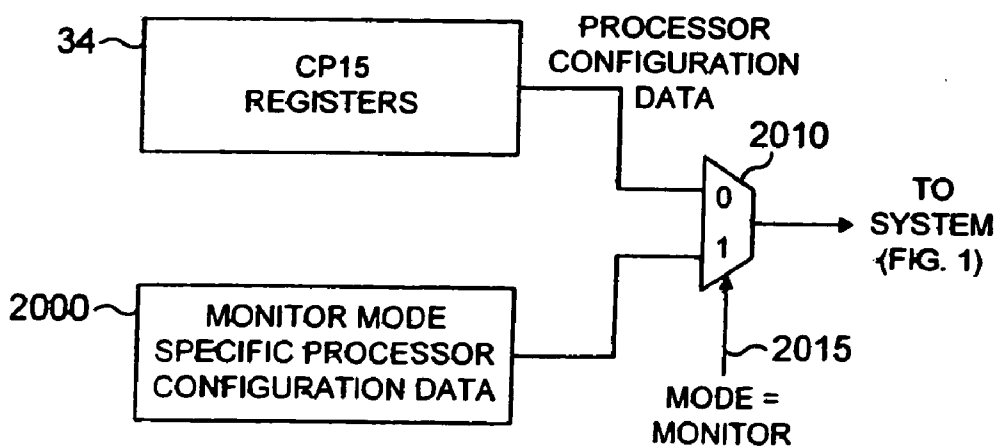 34
CP15
REGISTERS
PROCESSOR
CONFIGURATION
DATA
2010
0
1
TO
SYSTEM
(FIG. 1)
2000
MONITOR MODE
SPECIFIC PROCESSOR
CONFIGURATION DATA
2015
MODE =
MONITOR